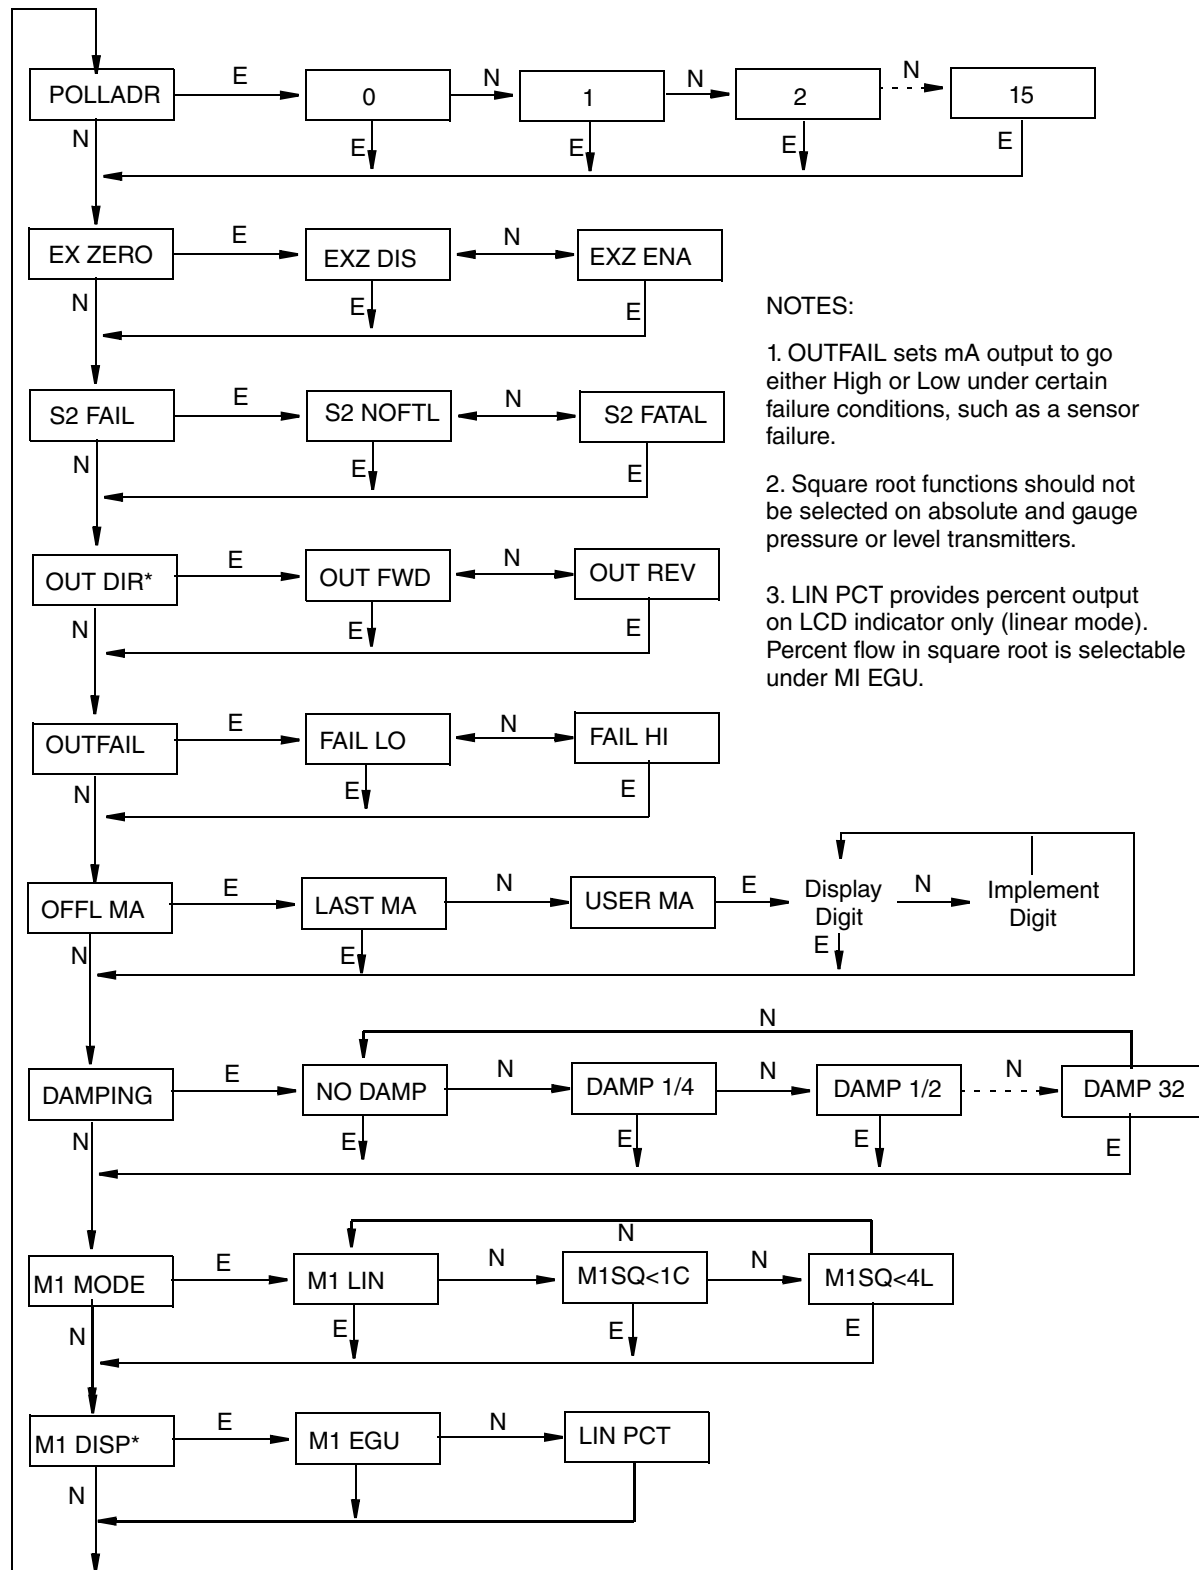 E
N
N
N
POLLADR
0
1
2
15
N
E
E
E
E
E
N
EX ZERO
EXZ DIS
EXZ ENA
N
E
E
NOTES:
1. OUTFAIL sets mA output to go
either High or Low under certain
failure conditions, such as a sensor
failure.
2. Square root functions should not
be selected on absolute and gauge
pressure or level transmitters.
3. LIN PCT provides percent output
on LCD indicator only (linear mode).
Percent flow in square root is selectable
under MI EGU.
E
N
S2 FAIL
S2 NOFTL
S2 FATAL
N
E
E
E
N
OUT DIR*
OUT FWD
OUT REV
N
E
E
E
N
OUTFAIL
FAIL LO
FAIL HI
N
E
E
E
N
E
N
OFFL MA
LAST MA
USER MA
Display
Digit
Implement
Digit
N
E
E
N
E
N
N
N
DAMPING
NO DAMP
DAMP 1/4
DAMP 1/2
DAMP 32
N
E
E
E
E
N
E
N
N
M1 MODE
M1 LIN
M1SQ<1C
M1SQ<4L
N
E
E
E
E
N
M1 DISP*
M1 EGU
LIN PCT
N